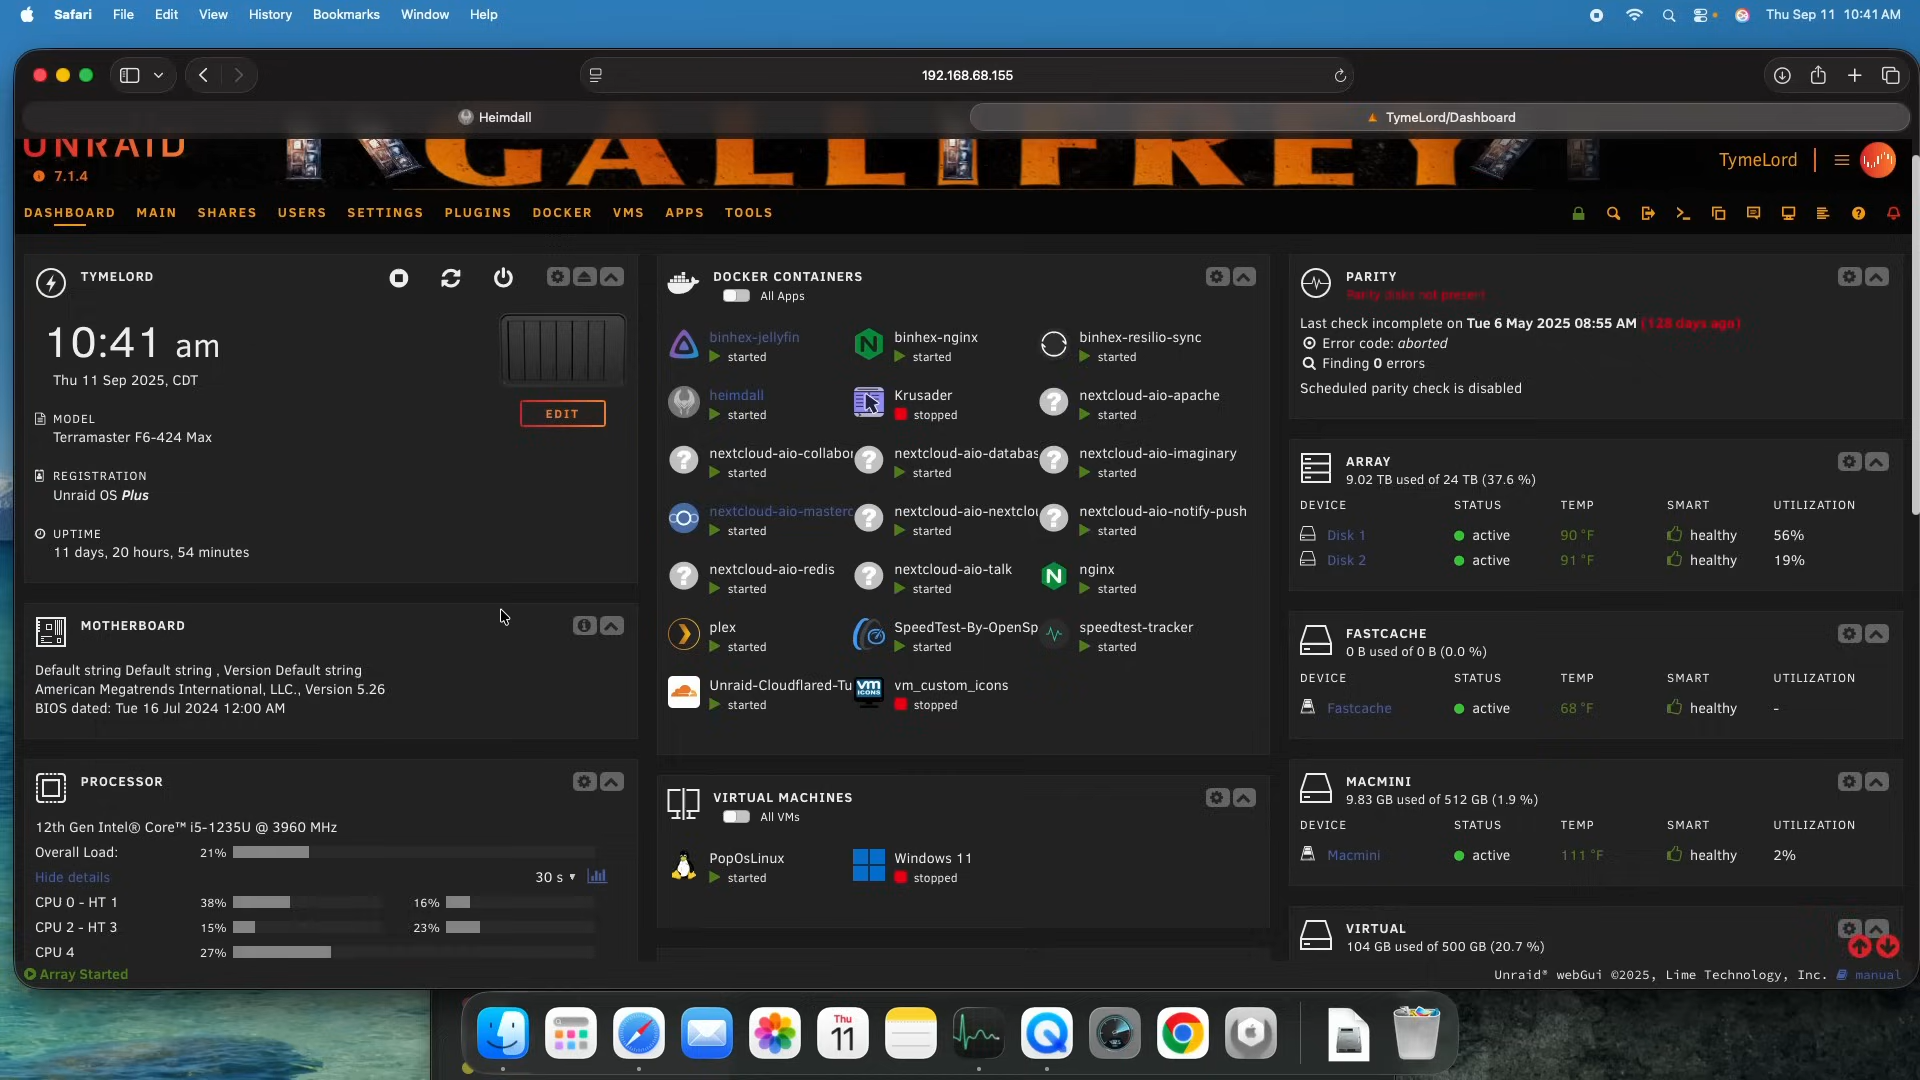 Safari File Edit View History Bookmarks Window Help
Thu Sep 11 10:41 AM
192.168.68.155
Heimdall
TymeLord/Dashboard
UNRAID
GALLIFREY
7.1.4
TymeLord
DASHBOARD MAIN SHARES USERS SETTINGS PLUGINS DOCKER VMS APPS TOOLS
TYMELORD
10:41 am
Thu 11 Sep 2025, CDT
EDIT
MODEL
Terramaster F6-424 Max
REGISTRATION
Unraid OS Plus
UPTIME
11 days, 20 hours, 54 minutes
MOTHERBOARD
Default string Default string , Version Default string
American Megatrends International, LLC., Version 5.26
BIOS dated: Tue 16 Jul 2024 12:00 AM
PROCESSOR
12th Gen Intel® Core™ i5-1235U @ 3960 MHz
Overall Load: 21%
Hide details 30 s
CPU 0 - HT 1 38% 16%
CPU 2 - HT 3 15% 23%
CPU 4 27%
DOCKER CONTAINERS
All Apps
binhex-jellyfin
started
binhex-nginx
started
binhex-resilio-sync
started
heimdall
started
Krusader
stopped
nextcloud-aio-apache
started
nextcloud-aio-collabor
started
nextcloud-aio-databas
started
nextcloud-aio-imaginary
started
nextcloud-aio-masterc
started
nextcloud-aio-nextclou
started
nextcloud-aio-notify-push
started
nextcloud-aio-redis
started
nextcloud-aio-talk
started
nginx
started
plex
started
SpeedTest-By-OpenSp
started
speedtest-tracker
started
Unraid-Cloudflared-Tu
started
vm
ICONS
vm_custom_icons
stopped
VIRTUAL MACHINES
All VMs
PopOsLinux
started
Windows 11
stopped
PARITY
Parity disks not present
Last check incomplete on Tue 6 May 2025 08:55 AM (128 days ago)
Error code: aborted
Finding 0 errors
Scheduled parity check is disabled
ARRAY
9.02 TB used of 24 TB (37.6 %)
DEVICE STATUS TEMP SMART UTILIZATION
Disk 1 active 90 °F healthy 56%
Disk 2 active 91 °F healthy 19%
FASTCACHE
0 B used of 0 B (0.0 %)
DEVICE STATUS TEMP SMART UTILIZATION
Fastcache active 68 °F healthy -
MACMINI
9.83 GB used of 512 GB (1.9 %)
DEVICE STATUS TEMP SMART UTILIZATION
Macmini active 111 °F healthy 2%
VIRTUAL
104 GB used of 500 GB (20.7 %)
Array Started
Unraid® webGui ©2025, Lime Technology, Inc. manual
Thu
11